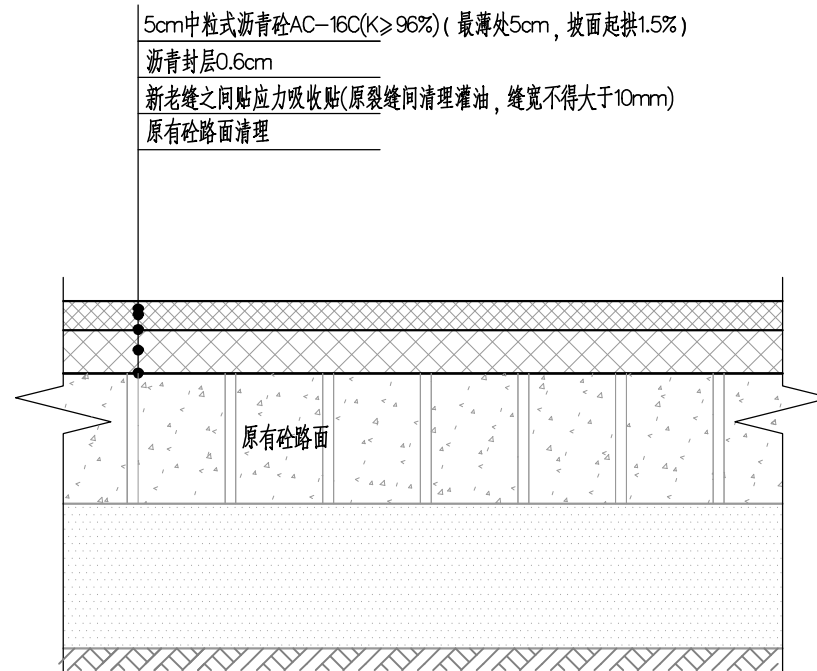 5cm中粒式沥青砼AC-16C(K≥96%)(最薄处5cm,坡面起拱1.5%)
沥青封层0.6cm
新老缝之间贴应力吸收贴(原裂缝间清理灌油,缝宽不得大于10mm)
原有砼路面清理
原有砼路面